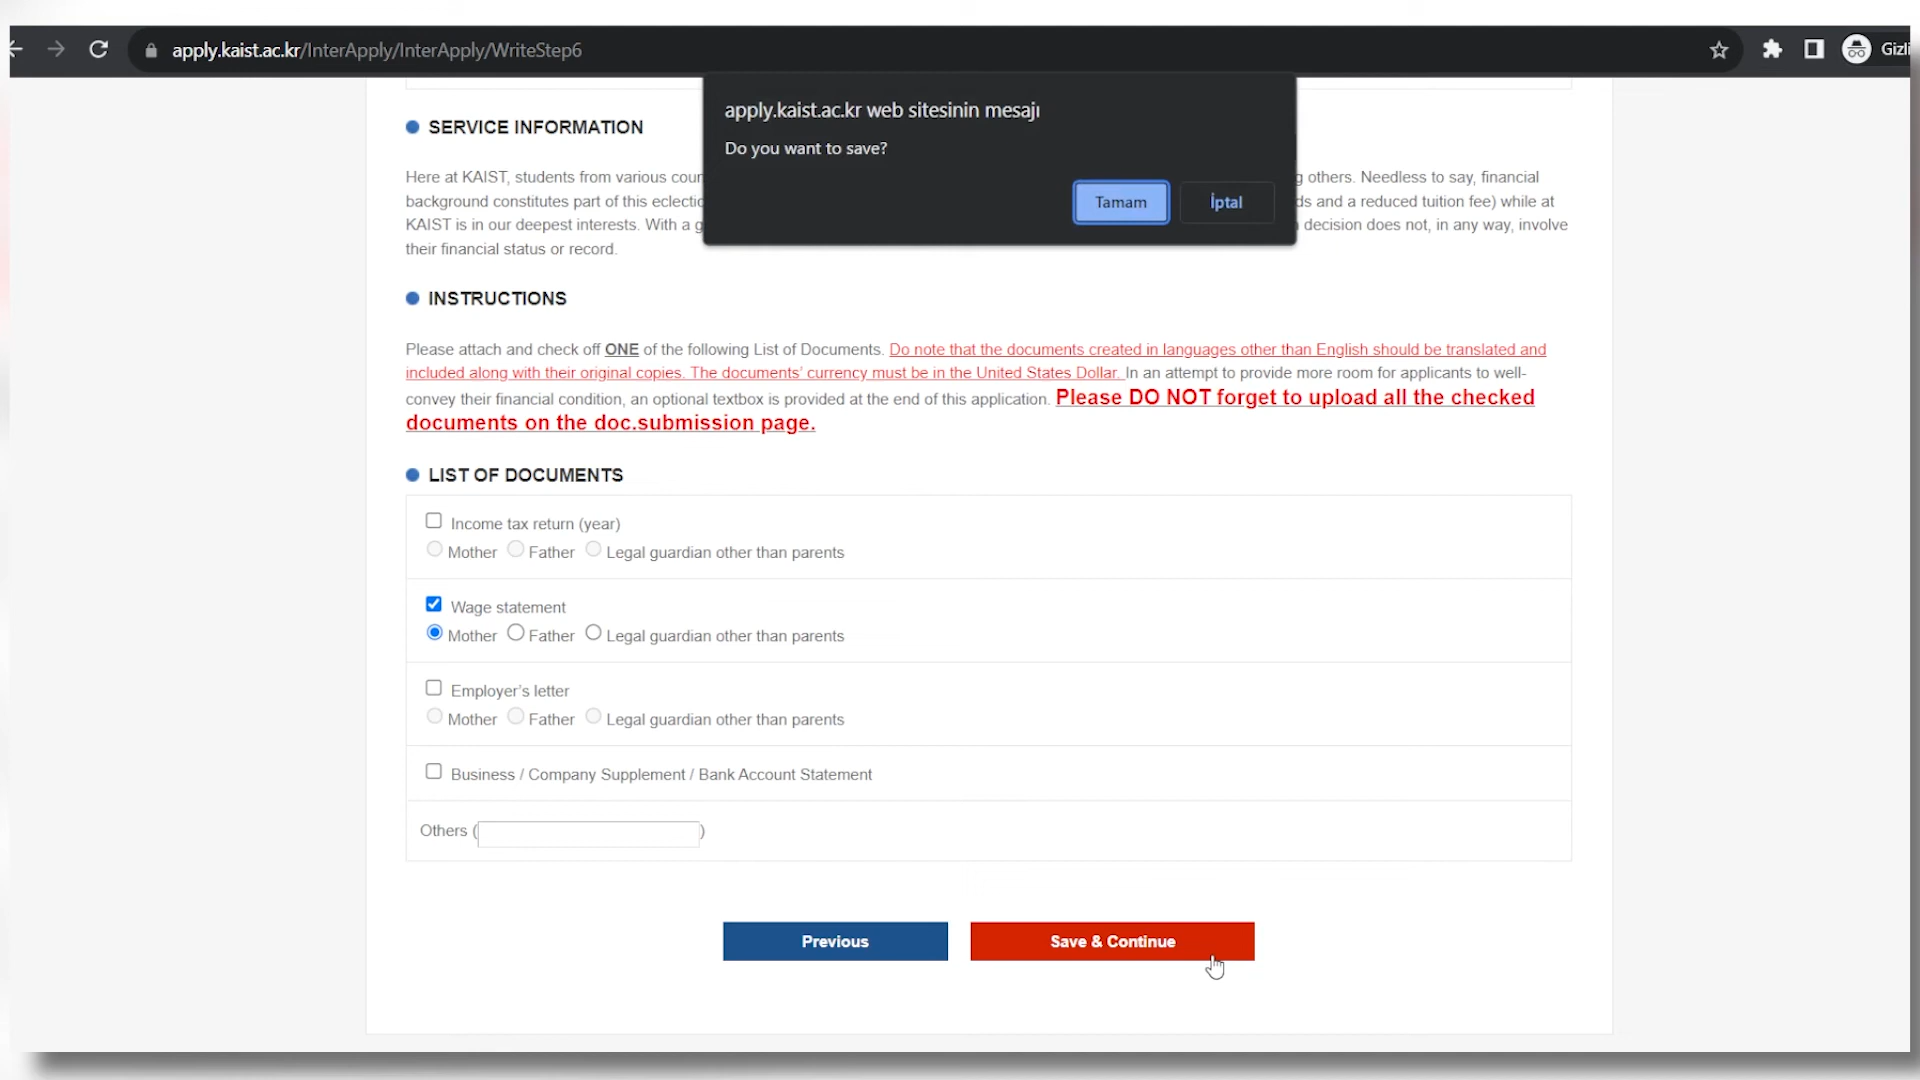 apply.kaist.ac.kr/InterApply/InterApply/WriteStep6
Gizli
apply.kaist.ac.kr web sitesinin mesajı
Do you want to save?
Tamam
İptal
SERVICE INFORMATION
Here at KAIST, students from various g others. Needless to say, financial
background constitutes part of this and a reduced tuition fee) while at
KAIST is in our deepest interests. With a decision does not, in any way, involve
their financial status or record.
INSTRUCTIONS
Please attach and check off ONE of the following List of Documents. Do note that the documents created in languages other than English should be translated and
included along with their original copies. The documents’ currency must be in the United States Dollar. In an attempt to provide more room for applicants to well-
convey their financial condition, an optional textbox is provided at the end of this application. Please DO NOT forget to upload all the checked
documents on the doc.submission page.
LIST OF DOCUMENTS
Income tax return (year)
Mother Father Legal guardian other than parents
Wage statement
Mother Father Legal guardian other than parents
Employer’s letter
Mother Father Legal guardian other than parents
Business / Company Supplement / Bank Account Statement
Others ( )
Previous
Save & Continue